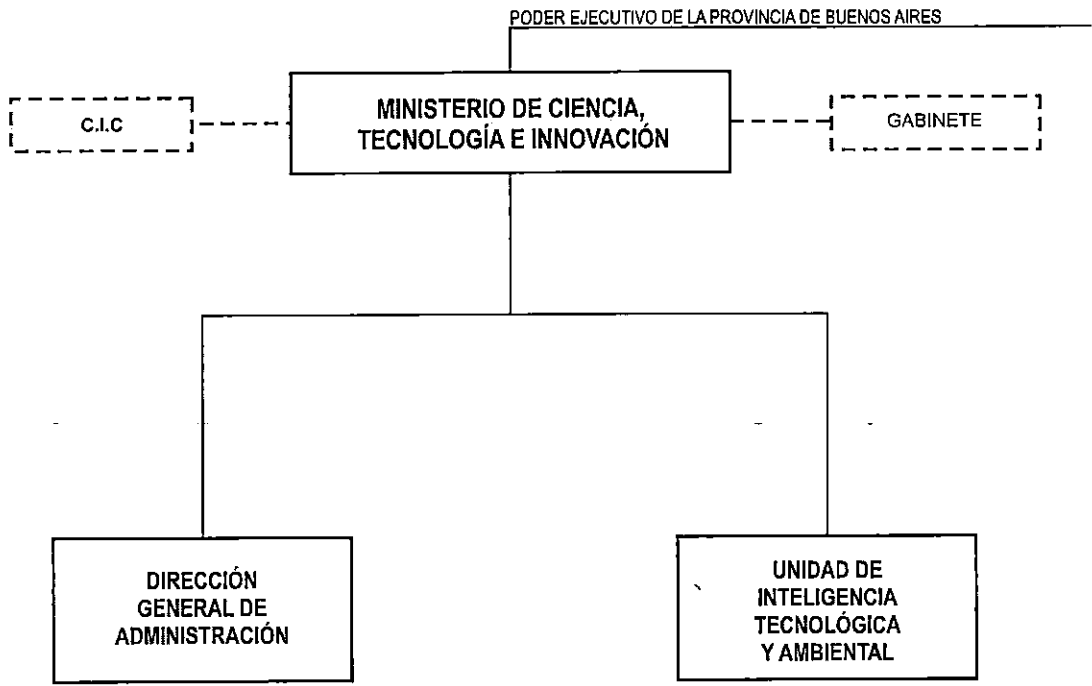 PODER EJECUTIVO DE LA PROVINCIA DE BUENOS AIRES
C.I.C
MINISTERIO DE CIENCIA,
TECNOLOGÍA E INNOVACIÓN
GABINETE
DIRECCIÓN
GENERAL DE
ADMINISTRACIÓN
UNIDAD DE
INTELIGENCIA
TECNOLÓGICA
Y AMBIENTAL